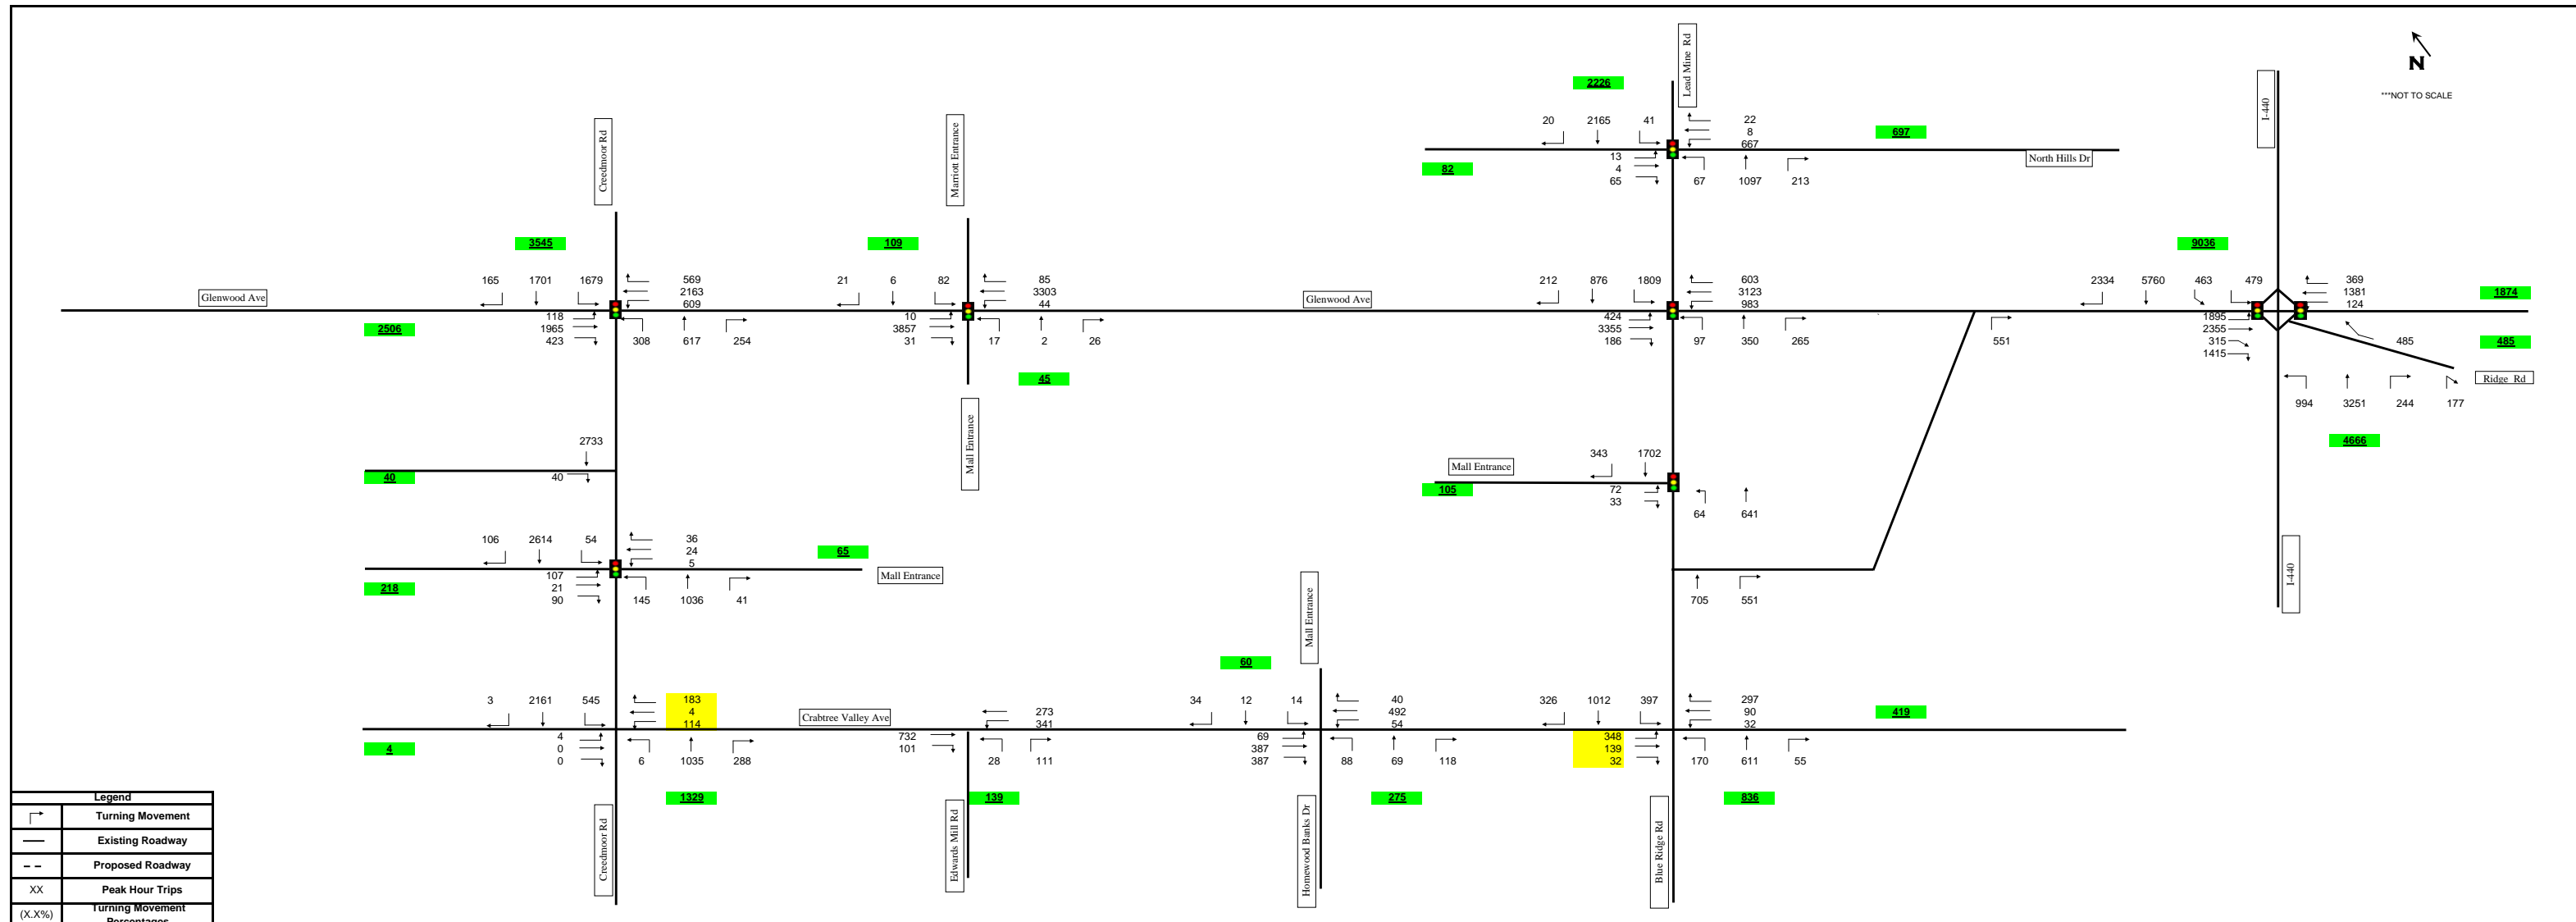 Lead Mine Rd
N
***NOT TO SCALE
I-440
2226
20 2165 41
22
8
667
697
North Hills Dr
82
13
4
65
67 1097 213
Creedmoor Rd
Marriott Entrance
3545
165 1701 1679
569
2163
609
109
21 6 82
85
3303
44
212 876 1809
603
3123
983
9036
2334 5760 463 479
369
1381
124
1874
Glenwood Ave
Glenwood Ave
2506
118
1965
423
308 617 254
10
3857
31
17 2 26
45
424
3355
186
97 350 265
551
1895
2355
315
1415
485
485
Ridge Rd
994 3251 244 177
4666
Mall Entrance
2733
40
40
Mall Entrance
343 1702
105
72
33
64 641
106 2614 54
36
24
5
65
Mall Entrance
218
107
21
90
145 1036 41
705 551
I-440
Mall Entrance
60
3 2161 545
183
4
114
Crabtree Valley Ave
273
341
34 12 14
40
492
54
326 1012 397
297
90
32
419
4
4
0
0
6 1035 288
732
101
28 111
69
387
387
88 69 118
348
139
32
170 611 55
1329
139
275
836
Creedmoor Rd
Edwards Mill Rd
Homewood Banks Dr
Blue Ridge Rd
Legend
Turning Movement
Existing Roadway
Proposed Roadway
XX Peak Hour Trips
(X.X%) Turning Movement
Percentages